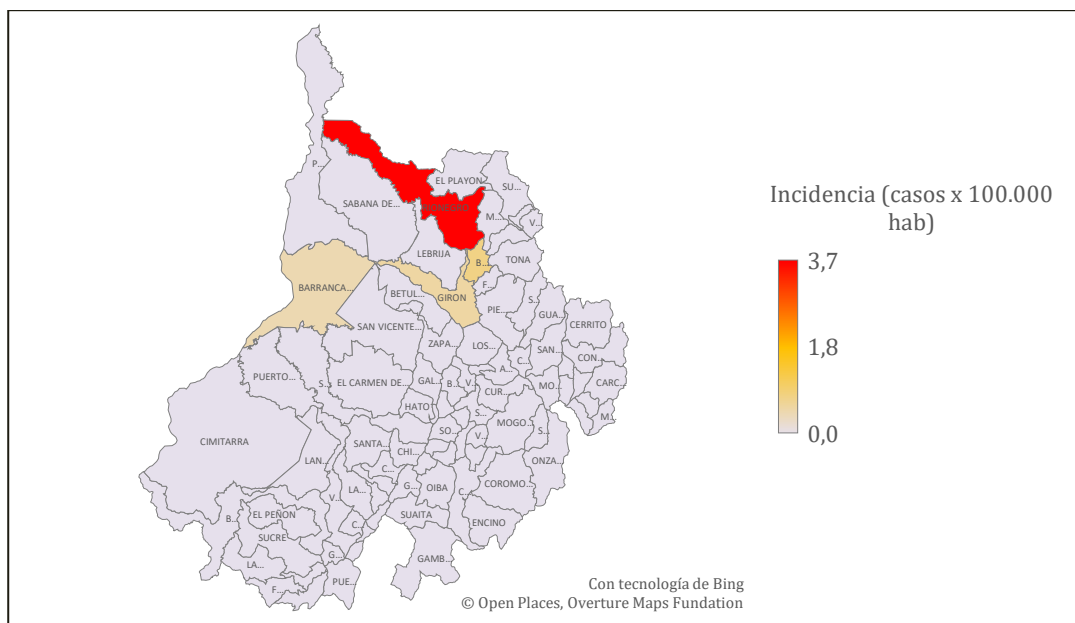 P...
EL PLAYON
SU...
SABANA DE...
RIONEGRO
M...
V...
LEBRIJA
TONA
B...
BARRANCA...
BETUL...
GIRON
F...
PIE...
S...
GUA...
CERRITO
SAN VICENTE...
ZAPA...
LOS...
SAN...
CON...
PUERTO...
S...
EL CARMEN DE...
GAL...
B...
V...
A...
C...
MO...
CARC...
CUR...
HATO
S...
MOGO...
M...
CIMITARRA
SANTA...
SO...
V...
S...
LAN...
CHI...
C...
ONZA...
V...
LA...
G...
OIBA
C...
COROMO...
B...
EL PEÑON
C...
SUAITA
ENCINO
SUCRE
G...
LA...
GAMB...
F...
PUE...
Incidencia (casos x 100.000
hab)
3,7
1,8
0,0
Con tecnología de Bing
© Open Places, Overture Maps Foundation